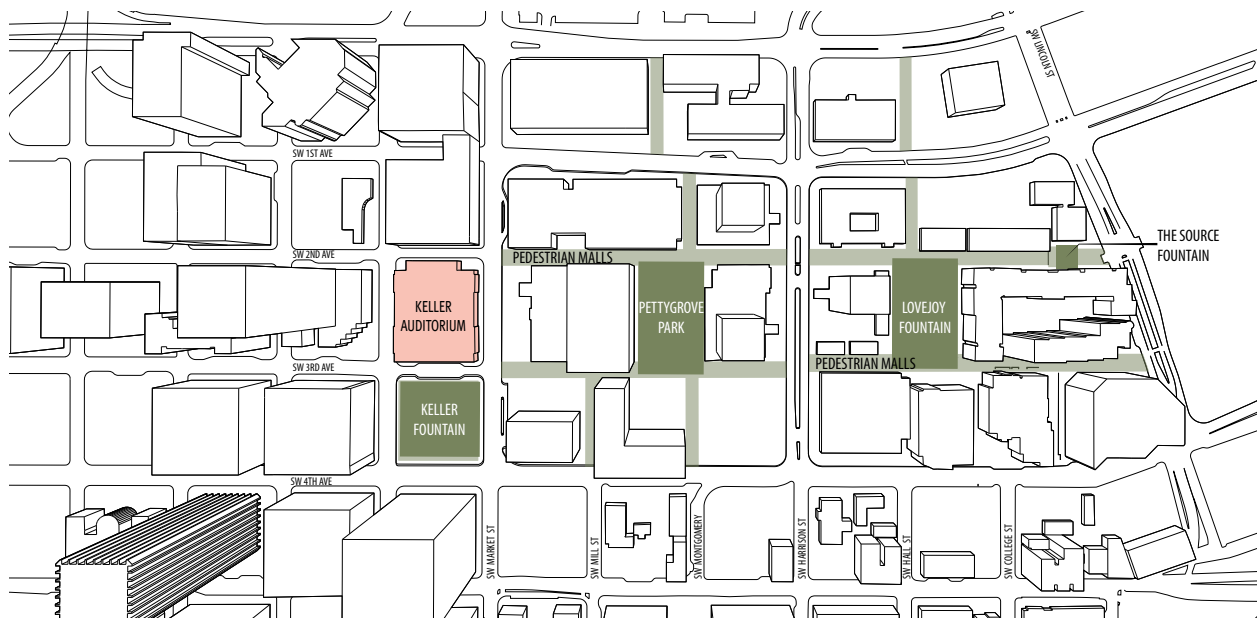 SW LINCOLN ST
SW 1ST AVE
SW 2ND AVE
PEDESTRIAN MALLS
THE SOURCE
FOUNTAIN
KELLER
AUDITORIUM
PETTYGROVE
PARK
LOVEJOY
FOUNTAIN
SW 3RD AVE
PEDESTRIAN MALLS
KELLER
FOUNTAIN
SW 4TH AVE
SW MARKET ST
SW MILL ST
SW MONTGOMERY
SW HARRISON ST
SW HALL ST
SW COLLEGE ST